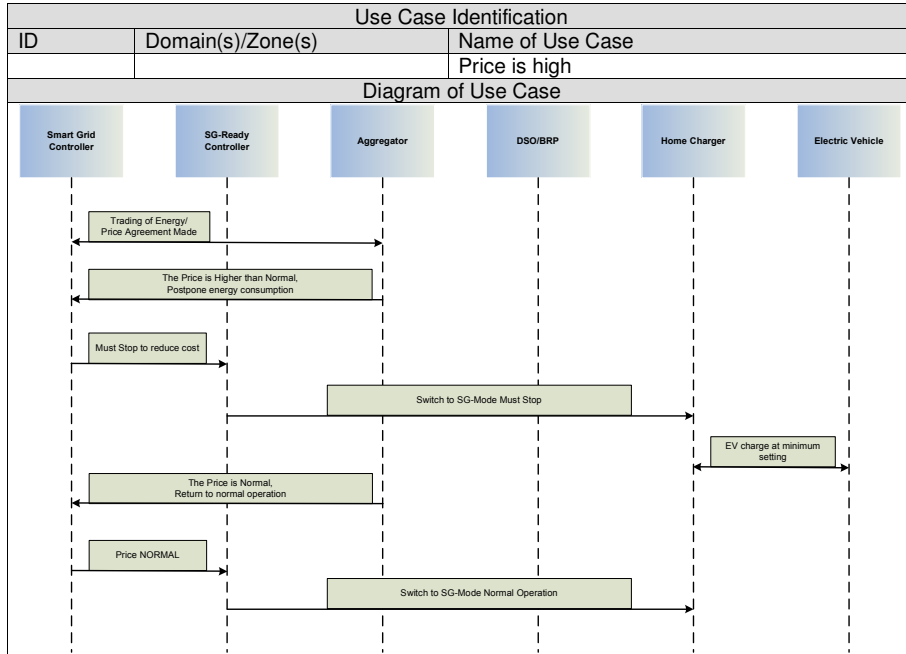 Use Case Identification
ID Domain(s)/Zone(s) Name of Use Case
Price is high
Diagram of Use Case
Smart Grid
Controller
SG-Ready
Controller
Aggregator
DSO/BRP
Home Charger
Electric Vehicle
Trading of Energy/
Price Agreement Made
The Price is Higher than Normal,
Postpone energy consumption
Must Stop to reduce cost
Switch to SG-Mode Must Stop
EV charge at minimum
setting
The Price is Normal,
Return to normal operation
Price NORMAL
Switch to SG-Mode Normal Operation